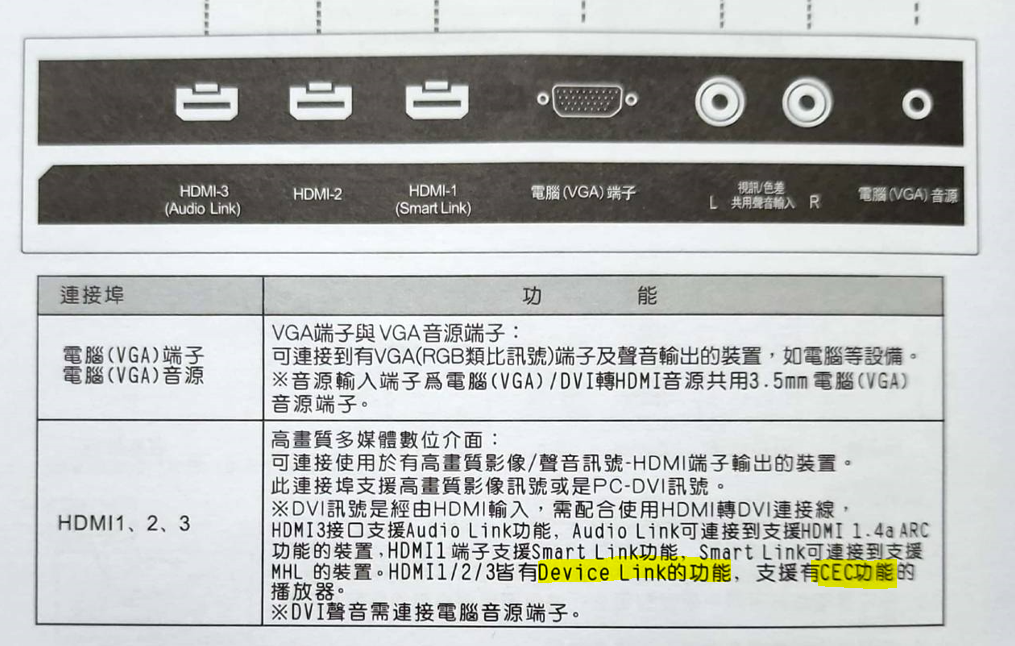 HDMI-3 HDMI-2 HDMI-1 電腦(VGA)端子 L 視訊/色差 R 電腦(VGA)音源
(Audio Link) (Smart Link) 共用聲音輸入
連接埠 功 能
電腦(VGA)端子
電腦(VGA)音源
VGA端子與VGA音源端子：
可連接到有VGA(RGB類比訊號)端子及聲音輸出的裝置，如電腦等設備。
※音源輸入端子爲電腦(VGA)/DVI轉HDMI音源共用3.5mm電腦(VGA)
音源端子。
HDMI1、2、3
高畫質多媒體數位介面：
可連接使用於有高畫質影像/聲音訊號-HDMI端子輸出的裝置。
此連接埠支援高畫質影像訊號或是PC-DVI訊號。
※DVI訊號是經由HDMI輸入，需配合使用HDMI轉DVI連接線，
HDMI3接口支援Audio Link功能, Audio Link可連接到支援HDMI 1.4a ARC
功能的裝置,HDMI1端子支援Smart Link功能, Smart Link可連接到支援
MHL 的裝置。HDMI1/2/3皆有Device Link的功能, 支援有CEC功能的
播放器。
※DVI聲音需連接電腦音源端子。